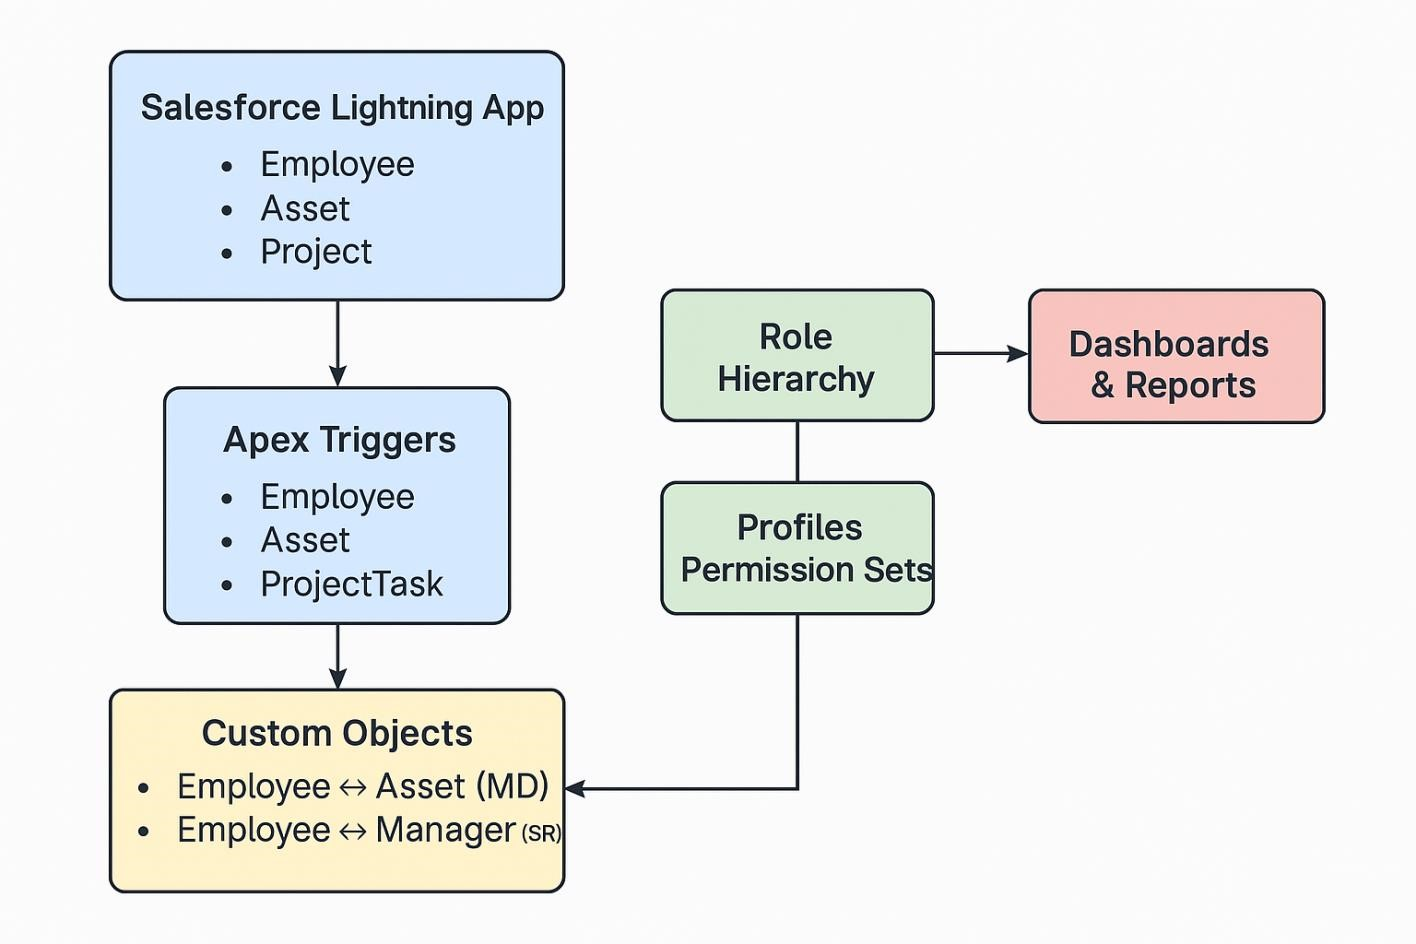 Salesforce Lightning App
• Employee
• Asset
• Project
Apex Triggers
• Employee
• Asset
• ProjectTask
Custom Objects
• Employee ↔ Asset (MD)
• Employee ↔ Manager (SR)
Role
Hierarchy
Profiles
Permission Sets
Dashboards
& Reports